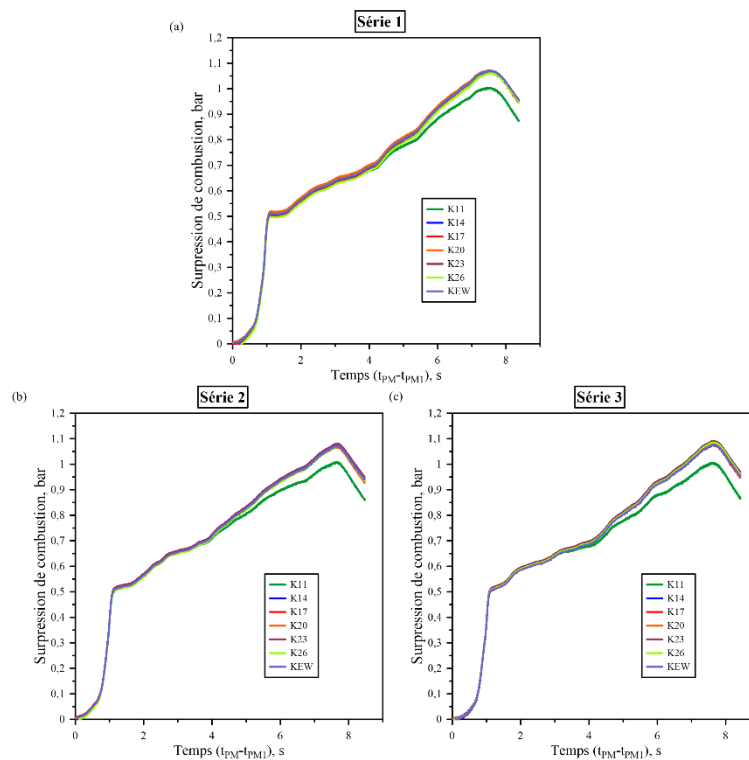 Série 1
(a)
1,2
1,1
1
0,9
0,8
0,7
0,6
0,5
0,4
0,3
0,2
0,1
0
Surpression de combustion, bar
K11
K14
K17
K20
K23
K26
KEW
0 2 4 6 8
Temps (tPM-tPM1), s
(b)
Série 2
1,2
1,1
1
0,9
0,8
0,7
0,6
0,5
0,4
0,3
0,2
0,1
0
Surpression de combustion, bar
K11
K14
K17
K20
K23
K26
KEW
0 2 4 6 8
Temps (tPM-tPM1), s
(c)
Série 3
1,2
1,1
1
0,9
0,8
0,7
0,6
0,5
0,4
0,3
0,2
0,1
0
Surpression de combustion, bar
K11
K14
K17
K20
K23
K26
KEW
0 2 4 6 8
Temps (tPM-tPM1), s